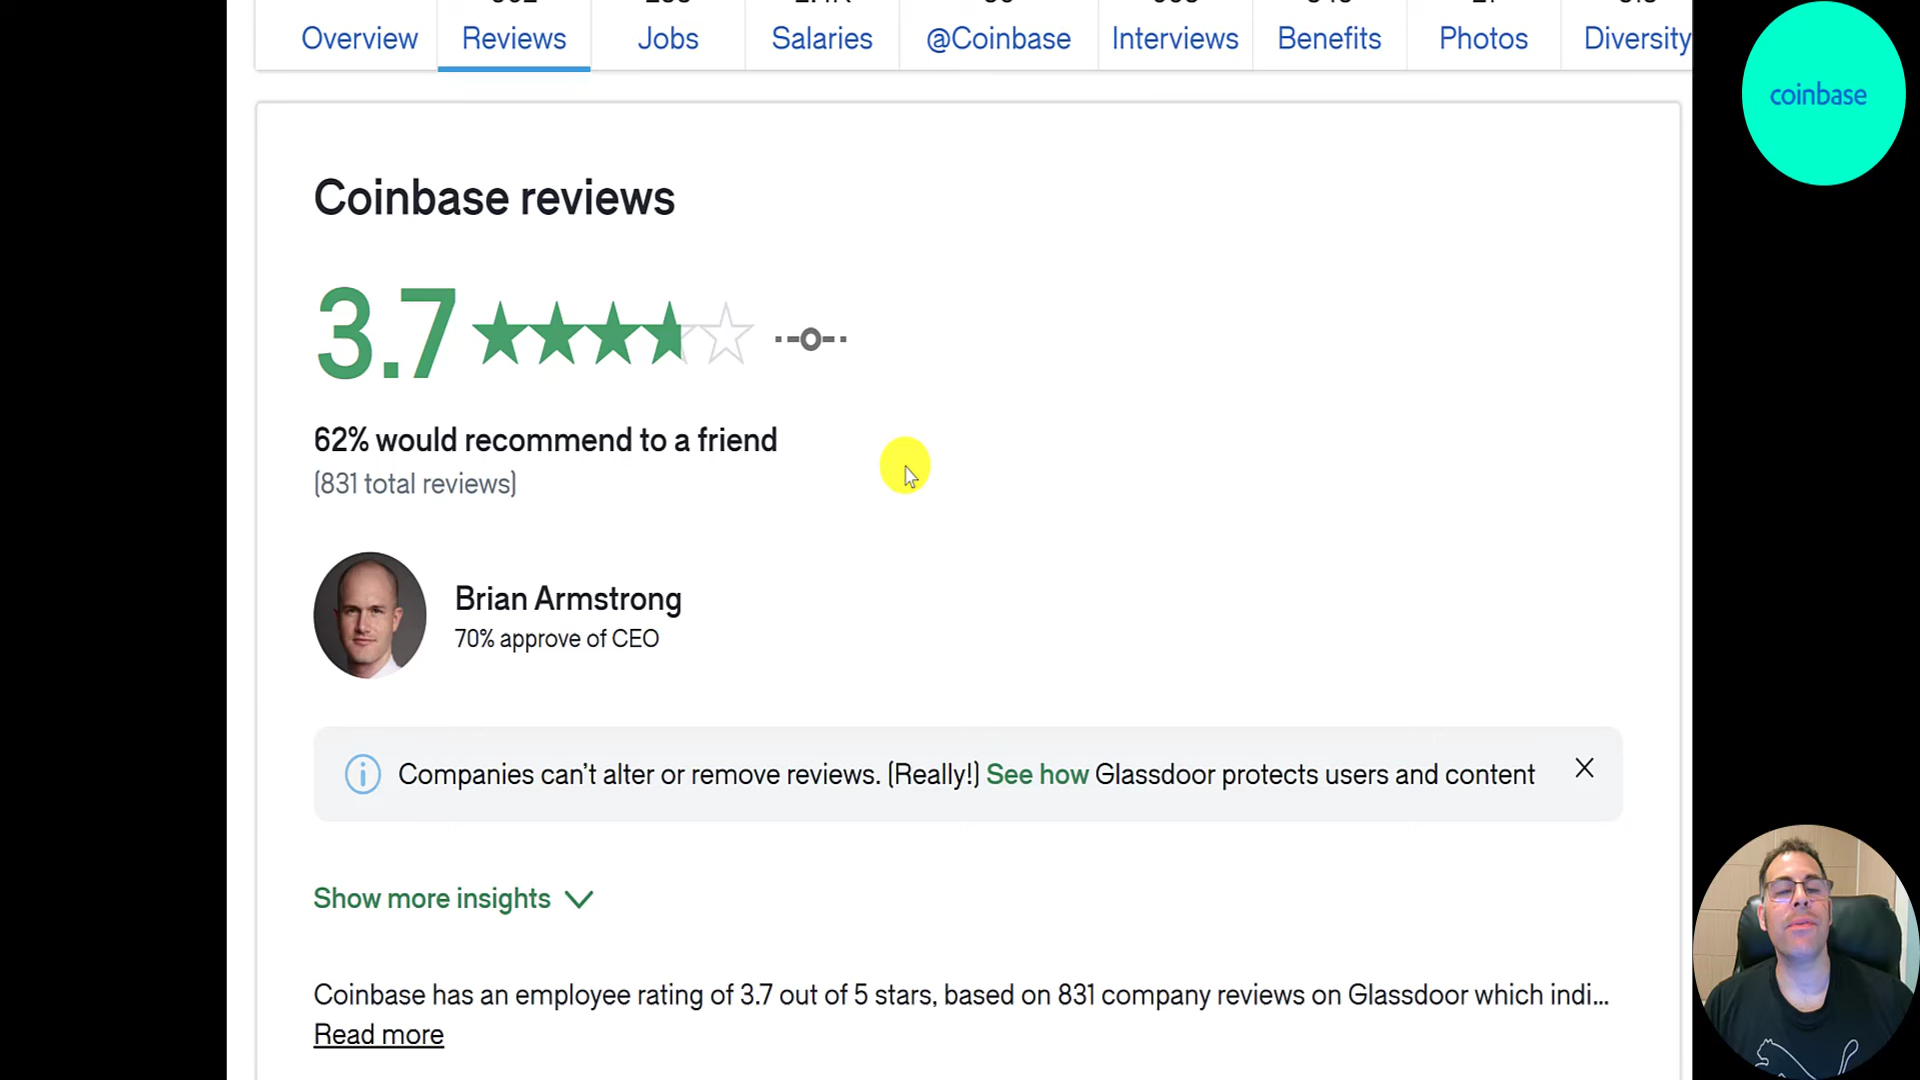 Overview Reviews Jobs Salaries @Coinbase Interviews Benefits Photos Diversity
coinbase
Coinbase reviews
3.7
62% would recommend to a friend
(831 total reviews)
Brian Armstrong
70% approve of CEO
Companies can't alter or remove reviews. (Really!) See how Glassdoor protects users and content
Show more insights
Coinbase has an employee rating of 3.7 out of 5 stars, based on 831 company reviews on Glassdoor which indi...
Read more